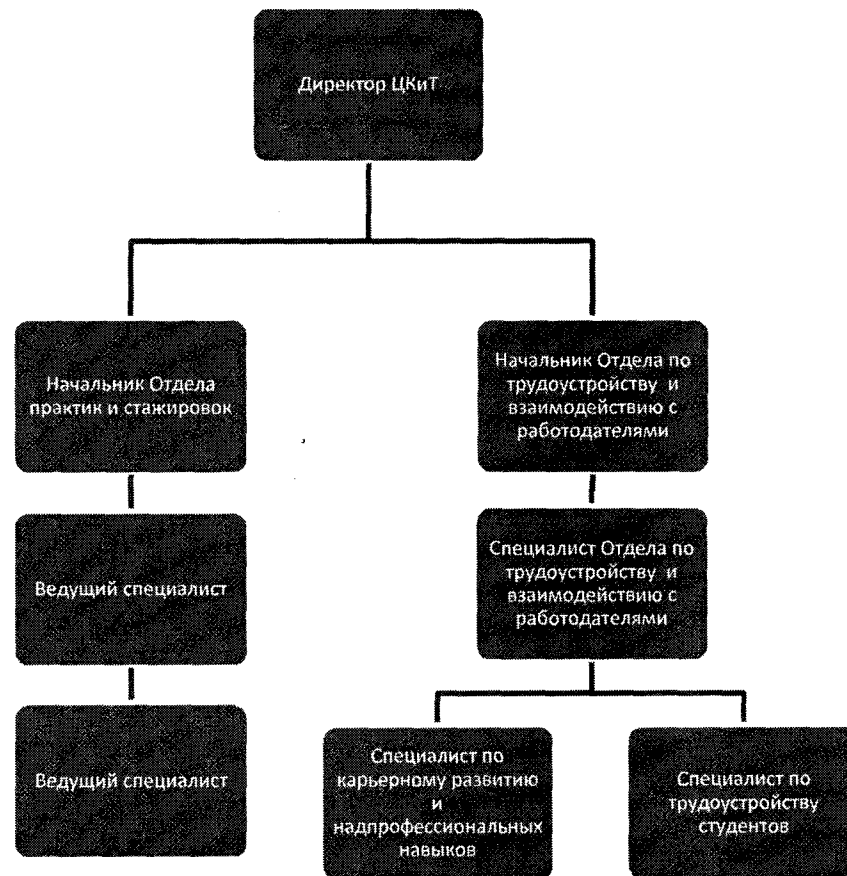 Директор ЦКиТ
Начальник Отдела
практик и стажировок
Начальник Отдела по
трудоустройству и
взаимодействию с
работодателями
Ведущий специалист
Специалист Отдела по
трудоустройству и
взаимодействию с
работодателями
Ведущий специалист
Специалист по
карьерному развитию
и
надпрофессиональных
навыков
Специалист по
трудоустройству
студентов